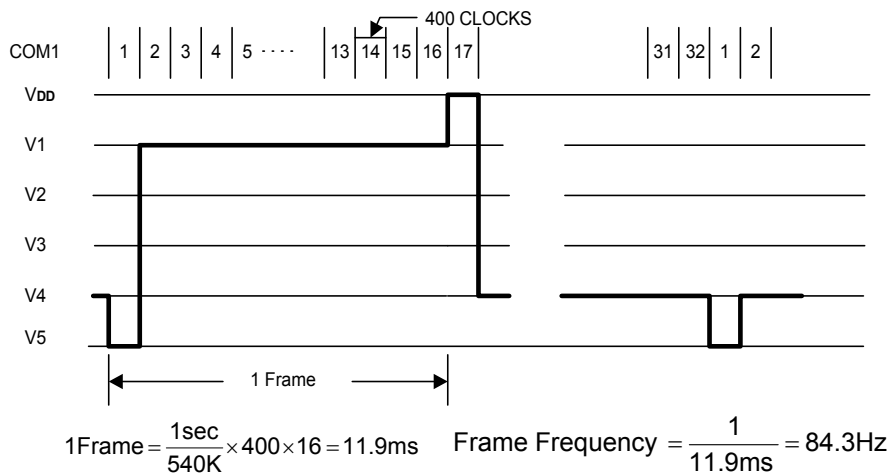 400 CLOCKS
COM1 1 2 3 4 5 ···· 13 14 15 16 17 31 32 1 2
VDD
V1
V2
V3
V4
V5
1 Frame
1Frame = 1sec/540K × 400 × 16 = 11.9ms Frame Frequency = 1/11.9ms = 84.3Hz